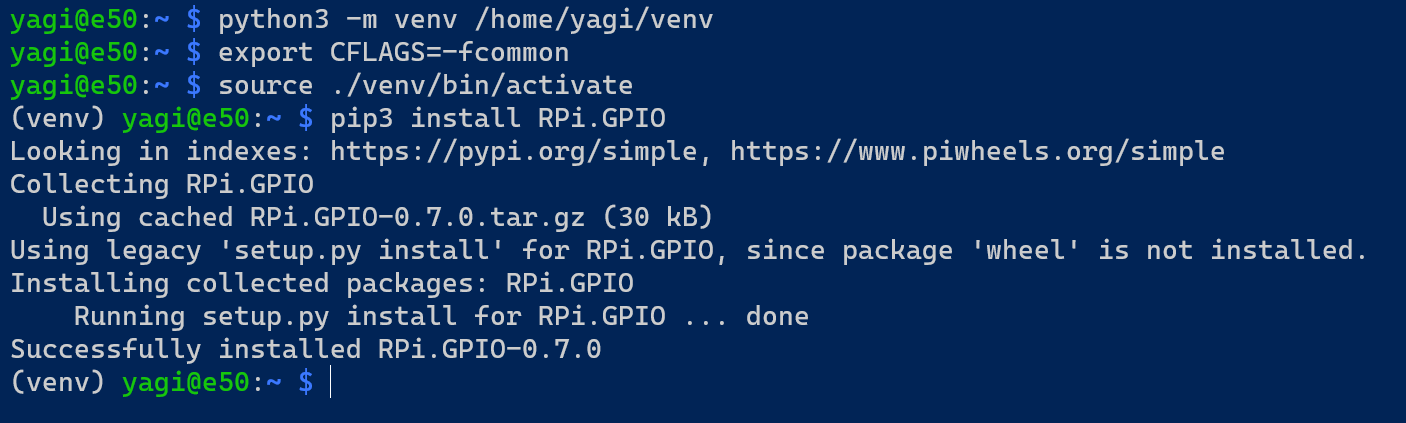 yagi@e50:~ $ python3 -m venv /home/yagi/venv
yagi@e50:~ $ export CFLAGS=-fcommon
yagi@e50:~ $ source ./venv/bin/activate
(venv) yagi@e50:~ $ pip3 install RPi.GPIO
Looking in indexes: https://pypi.org/simple, https://www.piwheels.org/simple
Collecting RPi.GPIO
  Using cached RPi.GPIO-0.7.0.tar.gz (30 kB)
Using legacy 'setup.py install' for RPi.GPIO, since package 'wheel' is not installed.
Installing collected packages: RPi.GPIO
    Running setup.py install for RPi.GPIO ... done
Successfully installed RPi.GPIO-0.7.0
(venv) yagi@e50:~ $